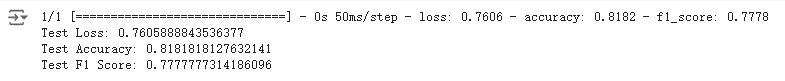 1/1 [==============================] - 0s 50ms/step - loss: 0.7606 - accuracy: 0.8182 - f1_score: 0.7778
Test Loss: 0.7605888843536377
Test Accuracy: 0.8181818127632141
Test F1 Score: 0.7777777314186096